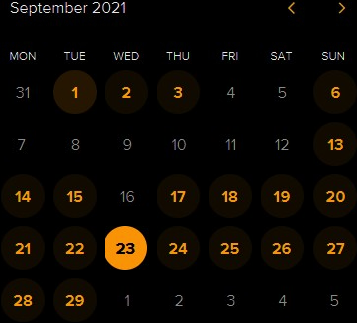 September 2021
MON TUE WED THU FRI SAT SUN
31 1 2 3 4 5 6
7 8 9 10 11 12 13
14 15 16 17 18 19 20
21 22 23 24 25 26 27
28 29 1 2 3 4 5